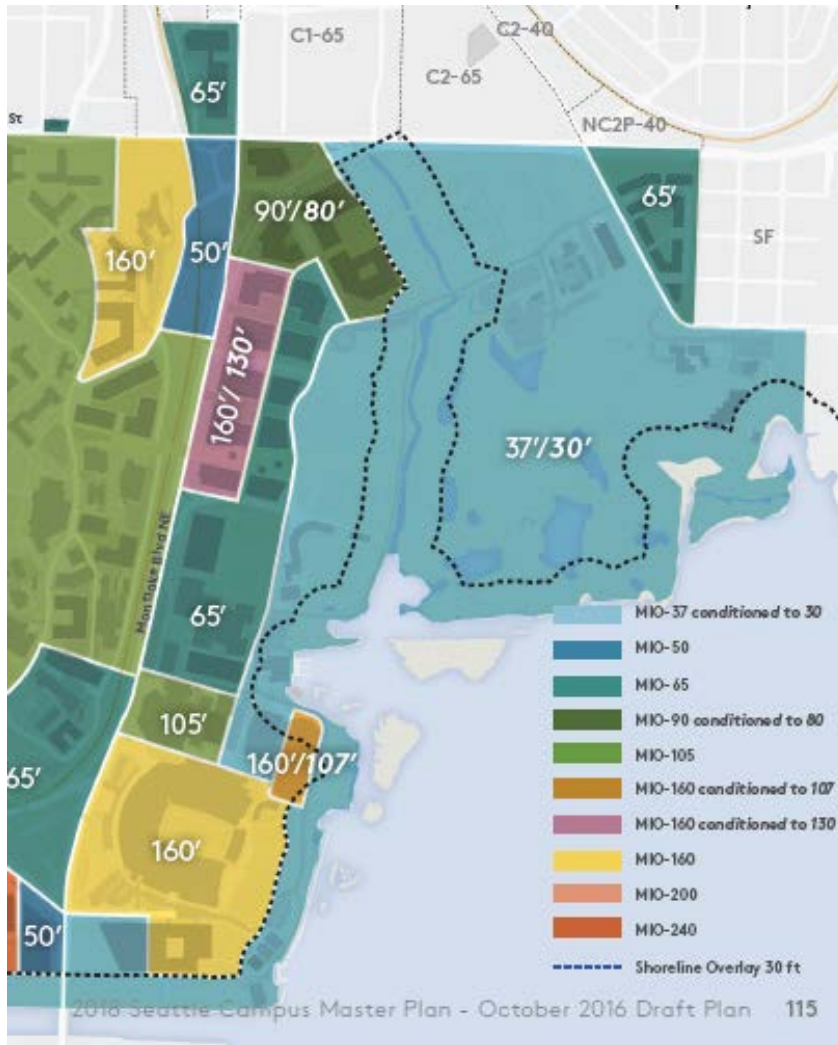 C1-65
C2-40
C2-65
65'
St
NC2P-40
90'/80'
65'
160'
50'
SF
160'/ 130'
37'/30'
Mon lake Blvd NE
65'
MIO-37 conditioned to 30
MIO-50
MIO-65
MIO-90 conditioned to 80
105'
MIO-105
65'
160'/107'
MIO-160 conditioned to 107
MIO-160 conditioned to 130
160'
MIO-160
MIO-200
50'
MIO-240
Shoreline Overlay 30 ft
2018 Seattle Campus Master Plan - October 2016 Draft Plan 115